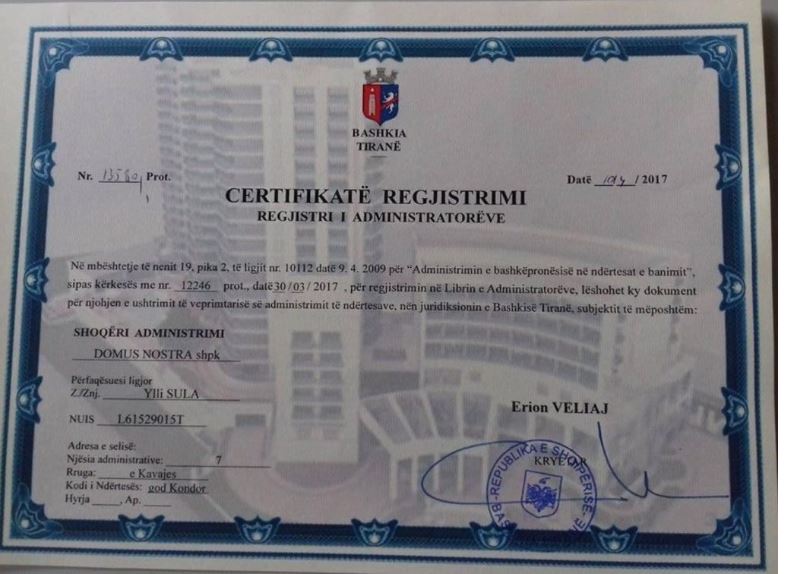 BASHKIA
TIRANË
Nr. 13580 Prot.
Datë / 2017
CERTIFIKATË REGJISTRIMI
REGJISTRI I ADMINISTRATORËVE
Në mbështetje të nenit 19, pika 2, të ligjit nr. 10112 datë 9. 4. 2009 për “Administrimin e bashkëpronësisë në ndërtesat e banimit”,
sipas kërkesës me nr. 12246 prot., datë 30 / 03 / 2017 , për regjistrimin në Librin e Administratorëve, lëshohet ky dokument
për njohjen e ushtrimit të veprimtarisë së administrimit të ndërtesave, nën juridiksionin e Bashkisë Tiranë, subjektit të mëposhtëm:
SHOQËRI ADMINISTRIMI
DOMUS NOSTRA shpk
Përfaqësuesi ligjor
Z./Znj. Ylli SULA
NUIS L61529015T
Adresa e selisë:
Njësia administrative: 7
Rruga: e Kavajes
Kodi i Ndërtesës: god Kondor
Hyrja _____, Ap. _____
Erion VELIAJ
KRYETAR
REPUBLIKA E SHQIPËRISË